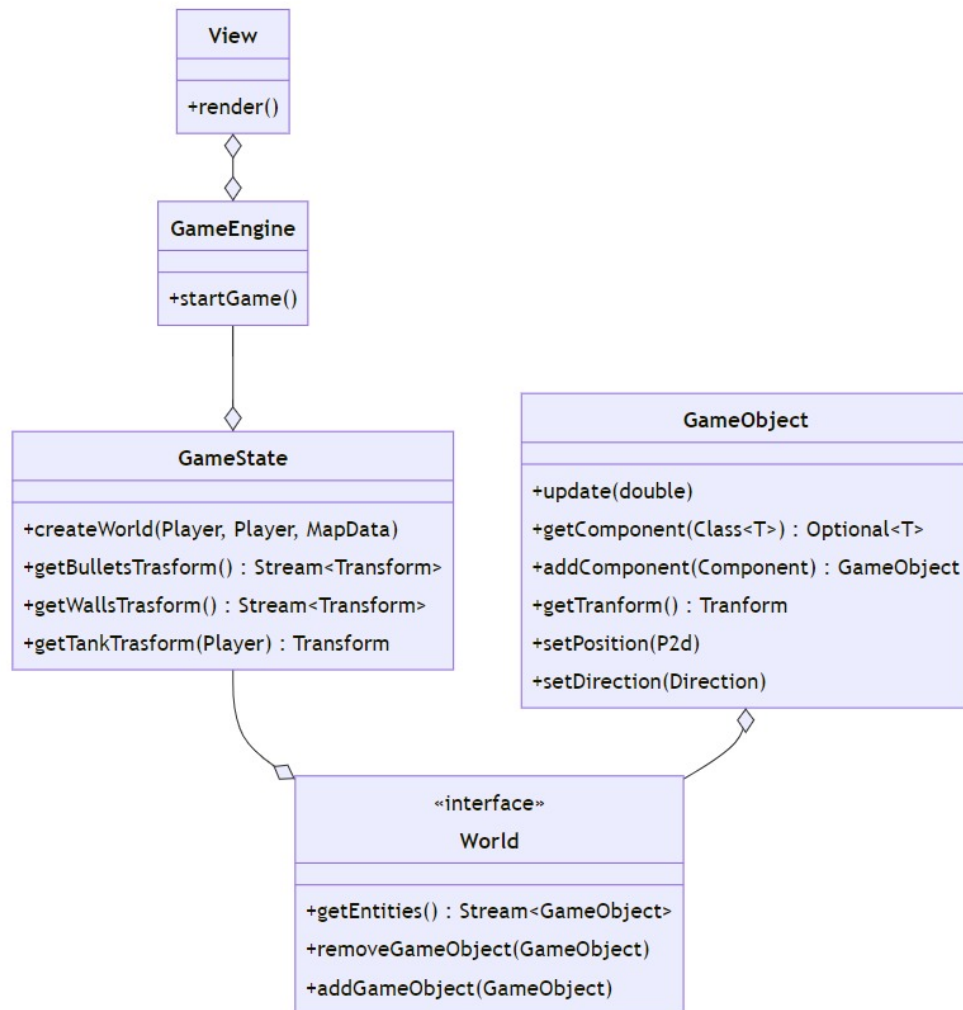 View
+render()
GameEngine
+startGame()
GameState
+createWorld(Player, Player, MapData)
+getBulletsTrasform() : Stream<Transform>
+getWallsTrasform() : Stream<Transform>
+getTankTrasform(Player) : Transform
GameObject
+update(double)
+getComponent(Class<T>) : Optional<T>
+addComponent(Component) : GameObject
+getTranform() : Tranform
+setPosition(P2d)
+setDirection(Direction)
«interface»
World
+getEntities() : Stream<GameObject>
+removeGameObject(GameObject)
+addGameObject(GameObject)